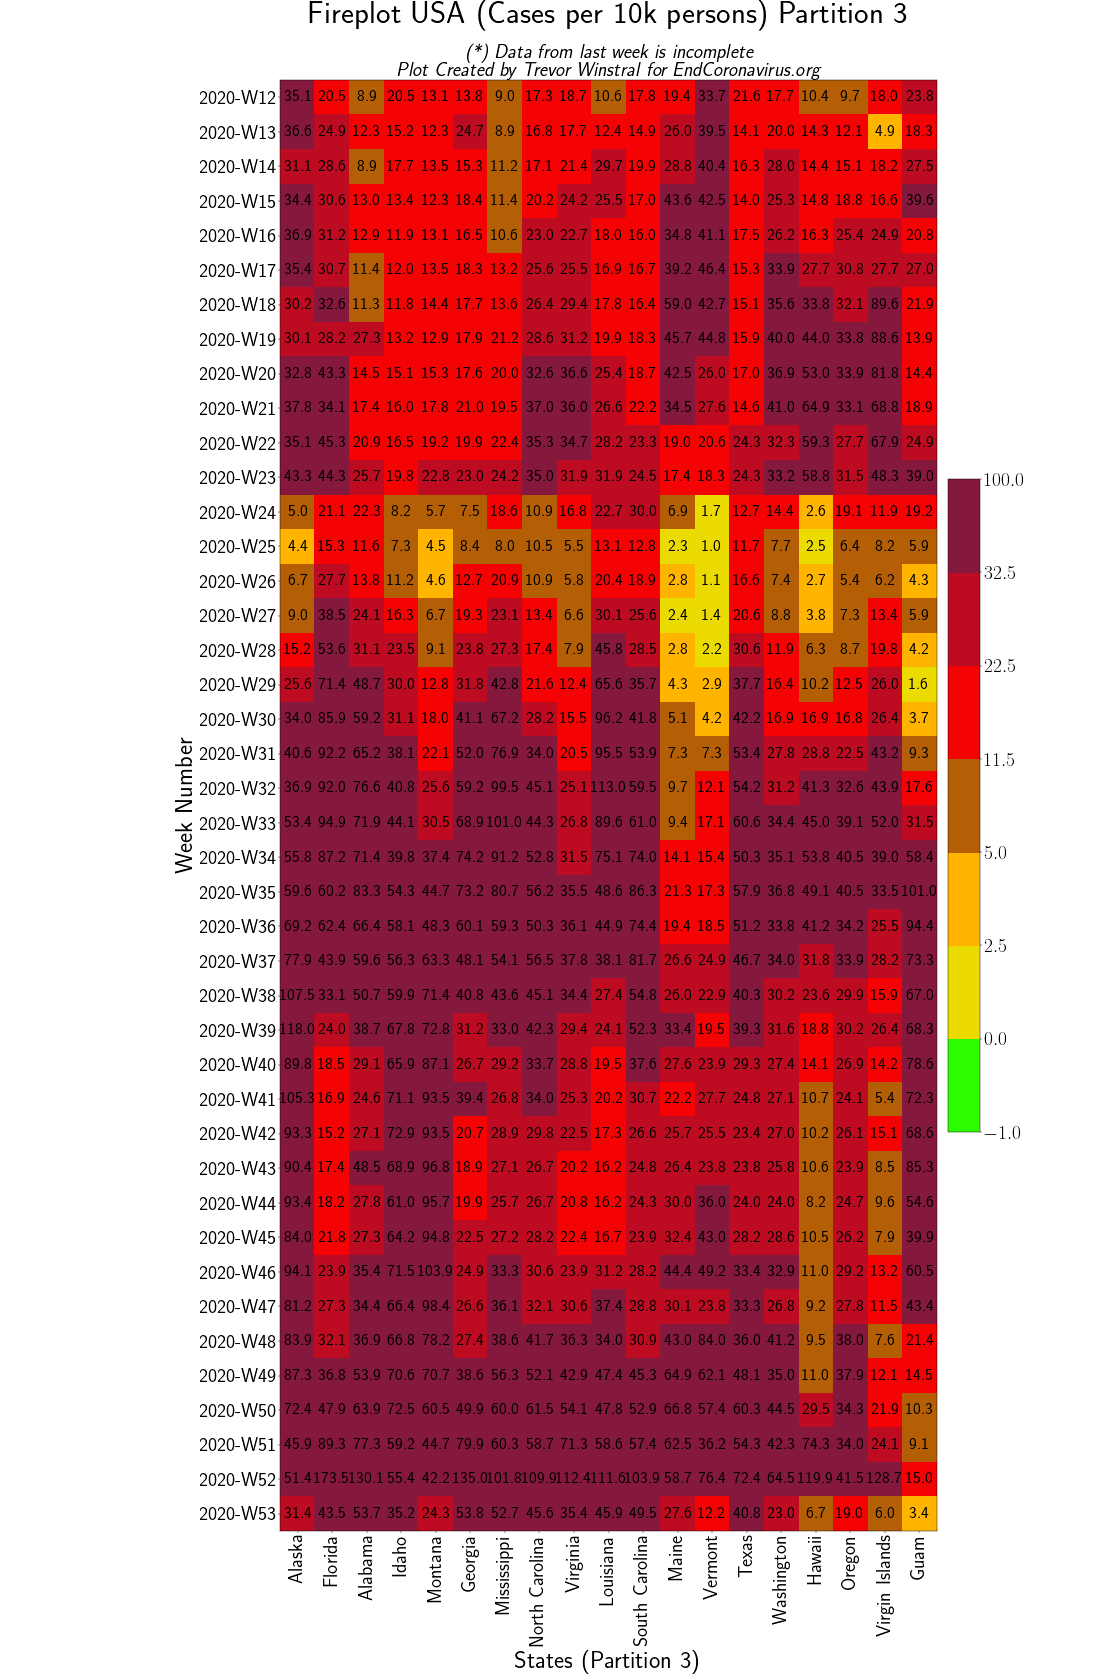 Fireplot USA (Cases per 10k persons) Partition 3
(*) Data from last week is incomplete
Plot Created by Trevor Winstral for EndCoronavirus.org
2020-W12 35.1 20.5 8.9 20.5 13.1 13.8 9.0 17.3 18.7 10.6 17.8 19.4 33.7 21.6 17.7 10.4 9.7 18.0 23.8
2020-W13 36.6 24.9 12.3 15.2 12.3 24.7 8.9 16.8 17.7 12.4 14.9 26.0 39.5 14.1 20.0 14.3 12.1 4.9 18.3
2020-W14 31.1 28.6 8.9 17.7 13.5 15.3 11.2 17.1 21.4 29.7 19.9 28.8 40.4 16.3 28.0 14.4 15.1 18.2 27.5
2020-W15 34.4 30.6 13.0 13.4 12.3 18.4 11.4 20.2 24.2 25.5 17.0 43.6 42.5 14.0 25.3 14.8 18.8 16.6 39.6
2020-W16 36.9 31.2 12.9 11.9 13.1 16.5 10.6 23.0 22.7 18.0 16.0 34.8 41.1 17.5 26.2 16.3 25.4 24.9 20.8
2020-W17 35.4 30.7 11.4 12.0 13.5 18.3 13.2 25.6 25.5 16.9 16.7 39.2 46.4 15.3 33.9 27.7 30.8 27.7 27.0
2020-W18 30.2 32.6 11.3 11.8 14.4 17.7 13.6 26.4 29.4 17.8 16.4 59.0 42.7 15.1 35.6 33.8 32.1 89.6 21.9
2020-W19 30.1 28.2 27.3 13.2 12.9 17.9 21.2 28.6 31.2 19.9 18.3 45.7 44.8 15.9 40.0 44.0 33.8 88.6 13.9
2020-W20 32.8 43.3 14.5 15.1 15.3 17.6 20.0 32.6 36.6 25.4 18.7 42.5 26.0 17.0 36.9 53.0 33.9 81.8 14.4
2020-W21 37.8 34.1 17.4 16.0 17.8 21.0 19.5 37.0 36.0 26.6 22.2 34.5 27.6 14.6 41.0 64.9 33.1 68.8 18.9
2020-W22 35.1 45.3 20.9 16.5 19.2 19.9 22.4 35.3 34.7 28.2 23.3 19.0 20.6 24.3 32.3 59.3 27.7 67.9 24.9
2020-W23 43.3 44.3 25.7 19.8 22.8 23.0 24.2 35.0 31.9 31.9 24.5 17.4 18.3 24.3 33.2 58.8 31.5 48.3 39.0
2020-W24 5.0 21.1 22.3 8.2 5.7 7.5 18.6 10.9 16.8 22.7 30.0 6.9 1.7 12.7 14.4 2.6 19.1 11.9 19.2
2020-W25 4.4 15.3 11.6 7.3 4.5 8.4 8.0 10.5 5.5 13.1 12.8 2.3 1.0 11.7 7.7 2.5 6.4 8.2 5.9
2020-W26 6.7 27.7 13.8 11.2 4.6 12.7 20.9 10.9 5.8 20.4 18.9 2.8 1.1 16.6 7.4 2.7 5.4 6.2 4.3
2020-W27 9.0 38.5 24.1 16.3 6.7 19.3 23.1 13.4 6.6 30.1 25.6 2.4 1.4 20.6 8.8 3.8 7.3 13.4 5.9
2020-W28 15.2 53.6 31.1 23.5 9.1 23.8 27.3 17.4 7.9 45.8 28.5 2.8 2.2 30.6 11.9 6.3 8.7 19.8 4.2
2020-W29 25.6 71.4 48.7 30.0 12.8 31.8 42.8 21.6 12.4 65.6 35.7 4.3 2.9 37.7 16.4 10.2 12.5 26.0 1.6
2020-W30 34.0 85.9 59.2 31.1 18.0 41.1 67.2 28.2 15.5 96.2 41.8 5.1 4.2 42.2 16.9 16.9 16.8 26.4 3.7
2020-W31 40.6 92.2 65.2 38.1 22.1 52.0 76.9 34.0 20.5 95.5 53.9 7.3 7.3 53.4 27.8 28.8 22.5 43.2 9.3
2020-W32 36.9 92.0 76.6 40.8 25.6 59.2 99.5 45.1 25.1 113.0 59.5 9.7 12.1 54.2 31.2 41.3 32.6 43.9 17.6
2020-W33 53.4 94.9 71.9 44.1 30.5 68.9 101.0 44.3 26.8 89.6 61.0 9.4 17.1 60.6 34.4 45.0 39.1 52.0 31.5
2020-W34 55.8 87.2 71.4 39.8 37.4 74.2 91.2 52.8 31.5 75.1 74.0 14.1 15.4 50.3 35.1 53.8 40.5 39.0 58.4
2020-W35 59.6 60.2 83.3 54.3 44.7 73.2 80.7 56.2 35.5 48.6 86.3 21.3 17.3 57.9 36.8 49.1 40.5 33.5 101.0
2020-W36 69.2 62.4 66.4 58.1 48.3 60.1 59.3 50.3 36.1 44.9 74.4 19.4 18.5 51.2 33.8 41.2 34.2 25.5 94.4
2020-W37 77.9 43.9 59.6 56.3 63.3 48.1 54.1 56.5 37.8 38.1 81.7 26.6 24.9 46.7 34.0 31.8 33.9 28.2 73.3
2020-W38 107.5 33.1 50.7 59.9 71.4 40.8 43.6 45.1 34.4 27.4 54.8 26.0 22.9 40.3 30.2 23.6 29.9 15.9 67.0
2020-W39 118.0 24.0 38.7 67.8 72.8 31.2 33.0 42.3 29.4 24.1 52.3 33.4 19.5 39.3 31.6 18.8 30.2 26.4 68.3
2020-W40 89.8 18.5 29.1 65.9 87.1 26.7 29.2 33.7 28.8 19.5 37.6 27.6 23.9 29.3 27.4 14.1 26.9 14.2 78.6
2020-W41 105.3 16.9 24.6 71.1 93.5 39.4 26.8 34.0 25.3 20.2 30.7 22.2 27.7 24.8 27.1 10.7 24.1 5.4 72.3
2020-W42 93.3 15.2 27.1 72.9 93.5 20.7 28.9 29.8 22.5 17.3 26.6 25.7 25.5 23.4 27.0 10.2 26.1 15.1 68.6
2020-W43 90.4 17.4 48.5 68.9 96.8 18.9 27.1 26.7 20.2 16.2 24.8 26.4 23.8 23.8 25.8 10.6 23.9 8.5 85.3
2020-W44 93.4 18.2 27.8 61.0 95.7 19.9 25.7 26.7 20.8 16.2 24.3 30.0 36.0 24.0 24.0 8.2 24.7 9.6 54.6
2020-W45 84.0 21.8 27.3 64.2 94.8 22.5 27.2 28.2 22.4 16.7 23.9 32.4 43.0 28.2 28.6 10.5 26.2 7.9 39.9
2020-W46 94.1 23.9 35.4 71.5 103.9 24.9 33.3 30.6 23.9 31.2 28.2 44.4 49.2 33.4 32.9 11.0 29.2 13.2 60.5
2020-W47 81.2 27.3 34.4 66.4 98.4 26.6 36.1 32.1 30.6 37.4 28.8 30.1 23.8 33.3 26.8 9.2 27.8 11.5 43.4
2020-W48 83.9 32.1 36.9 66.8 78.2 27.4 38.6 41.7 36.3 34.0 30.9 43.0 84.0 36.0 41.2 9.5 38.0 7.6 21.4
2020-W49 87.3 36.8 53.9 70.6 70.7 38.6 56.3 52.1 42.9 47.4 45.3 64.9 62.1 48.1 35.0 11.0 37.9 12.1 14.5
2020-W50 72.4 47.9 63.9 72.5 60.5 49.9 60.0 61.5 54.1 47.8 52.9 66.8 57.4 60.3 44.5 29.5 34.3 21.9 10.3
2020-W51 45.9 89.3 77.3 59.2 44.7 79.9 60.3 58.7 71.3 58.6 57.4 62.5 36.2 54.3 42.3 74.3 34.0 24.1 9.1
2020-W52 51.4 173.5 130.1 55.4 42.2 135.0 101.8 109.9 112.4 111.6 103.9 58.7 76.4 72.4 64.5 119.9 41.5 128.7 15.0
2020-W53 31.4 43.5 53.7 35.2 24.3 53.8 52.7 45.6 35.4 45.9 49.5 27.6 12.2 40.8 23.0 6.7 19.0 6.0 3.4
Week Number
Alaska
Florida
Alabama
Idaho
Montana
Georgia
Mississippi
North Carolina
Virginia
Louisiana
South Carolina
Maine
Vermont
Texas
Washington
Hawaii
Oregon
Virgin Islands
Guam
States (Partition 3)
100.0
32.5
22.5
11.5
5.0
2.5
0.0
−1.0